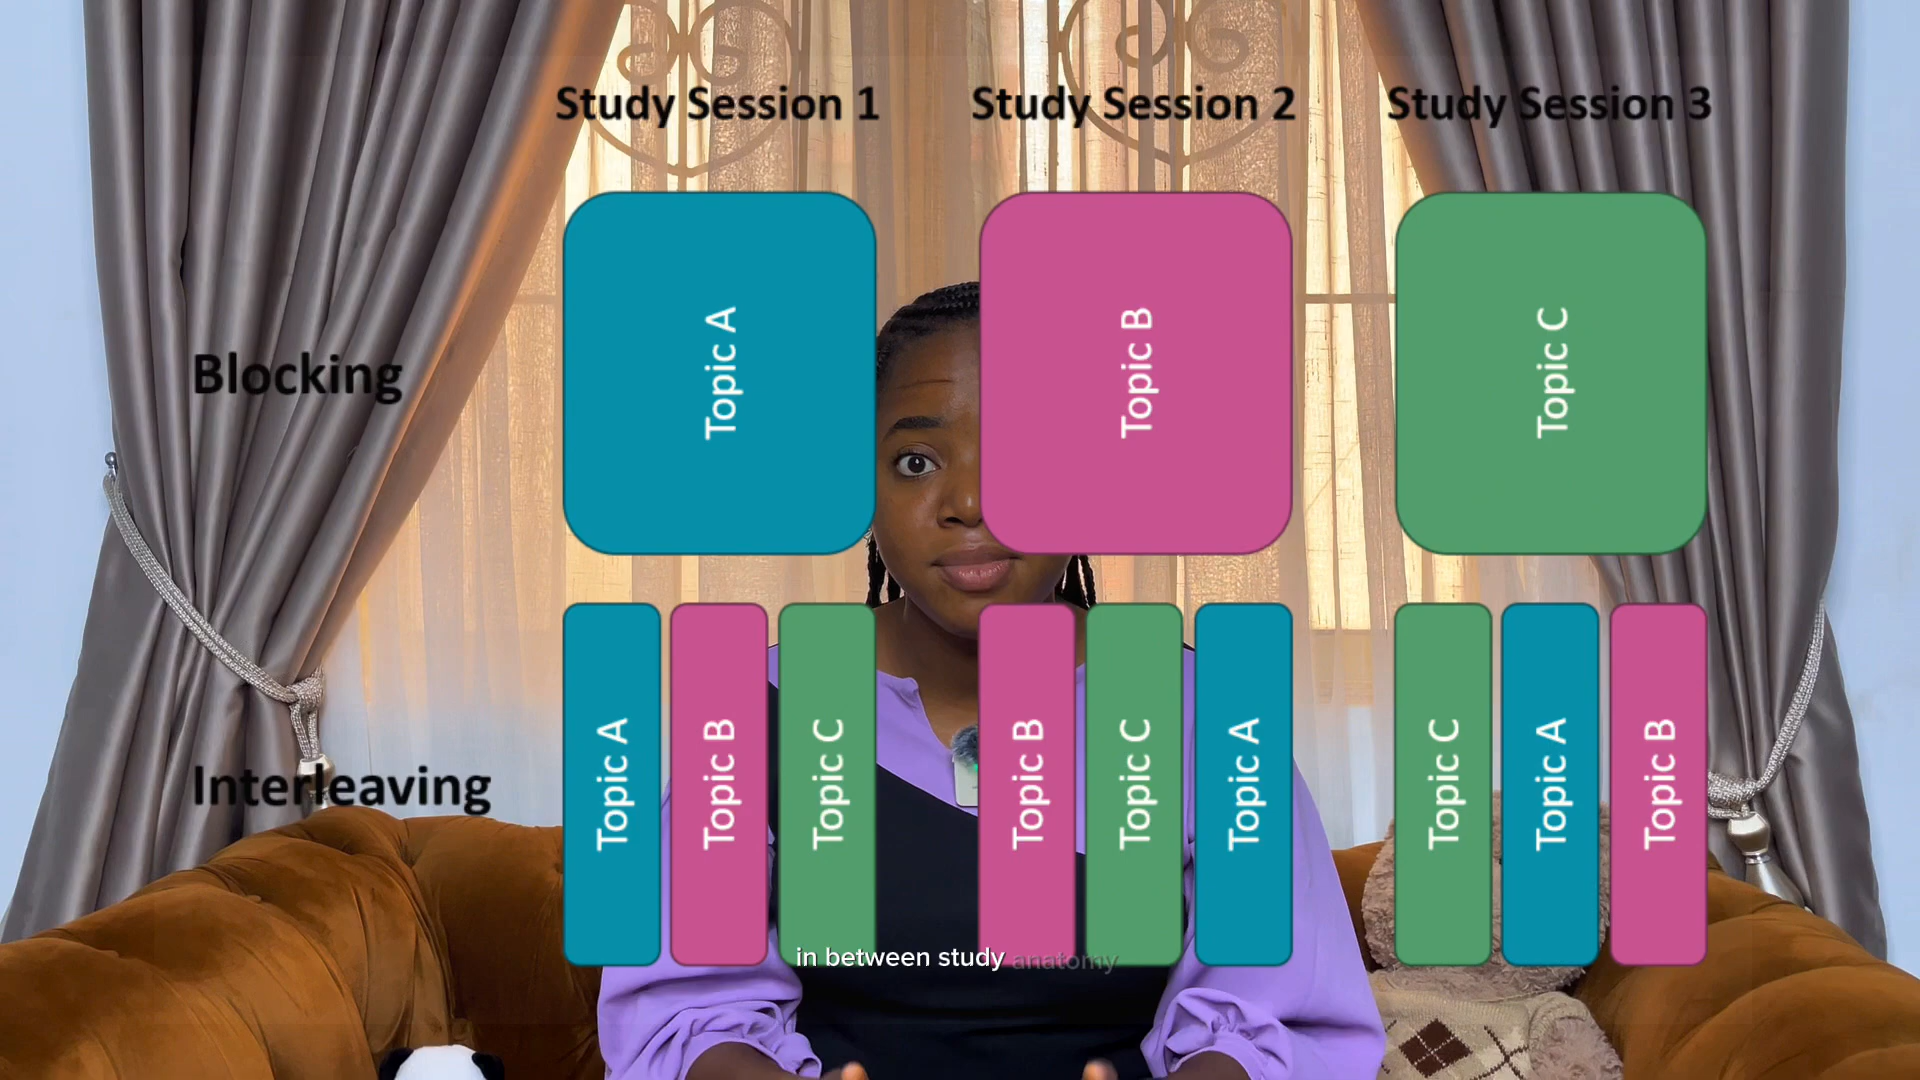 Study Session 1 Study Session 2 Study Session 3
Blocking
Topic A
Topic B
Topic C
Interleaving
Topic A
Topic B
Topic C
Topic B
Topic C
Topic A
Topic C
Topic A
Topic B
in between study anatomy